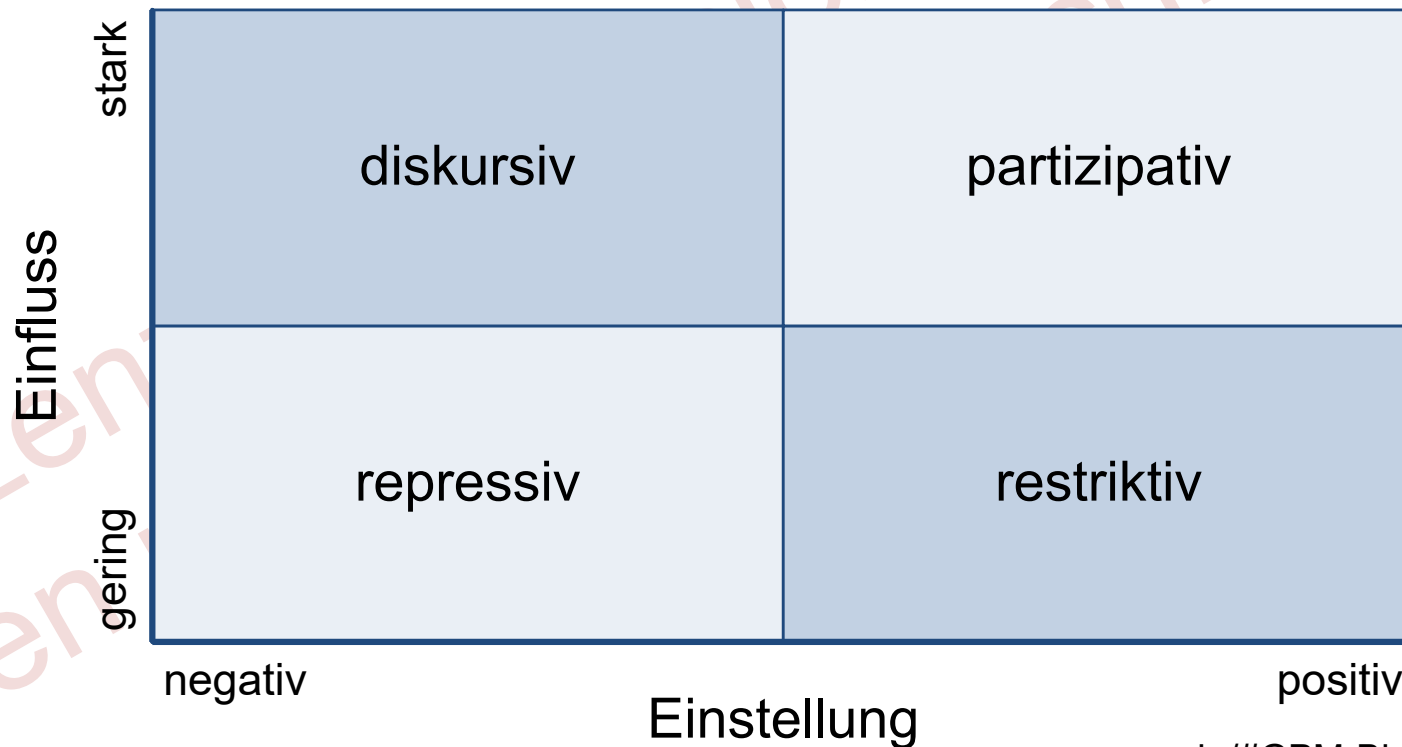 stark
diskursiv
partizipativ
Einfluss
repressiv
restriktiv
gering
negativ
positiv
Einstellung